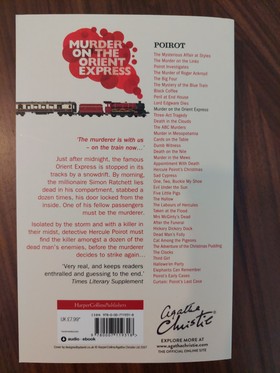 MURDER
ON THE
ORIENT
EXPRESS
'The murderer is with us
– on the train now…'
Just after midnight, the famous
Orient Express is stopped in
its tracks by a snowdrift. By morning,
the millionaire Simon Ratchett lies
dead in his compartment, stabbed a
dozen times, his door locked from the
inside. One of his fellow passengers
must be the murderer.
Isolated by the storm and with a killer in
their midst, detective Hercule Poirot must
find the killer amongst a dozen of the
dead man's enemies, before the murderer
decides to strike again…
'Very real, and keeps readers
enthralled and guessing to the end.'
Times Literary Supplement
HarperCollinsPublishers
UK £7.99
audio
ebook
POIROT
The Mysterious Affair at Styles
The Murder on the Links
Poirot Investigates
The Murder of Roger Ackroyd
The Big Four
The Mystery of the Blue Train
Black Coffee
Peril at End House
Lord Edgware Dies
Murder on the Orient Express
Three Act Tragedy
Death in the Clouds
The ABC Murders
Murder in Mesopotamia
Cards on the Table
Dumb Witness
Death on the Nile
Murder in the Mews
Appointment With Death
Hercule Poirot's Christmas
Sad Cypress
One, Two, Buckle My Shoe
Evil Under the Sun
Five Little Pigs
The Hollow
The Labours of Hercules
Taken at the Flood
Mrs McGinty's Dead
After the Funeral
Hickory Dickory Dock
Dead Man's Folly
Cat Among the Pigeons
The Adventure of the Christmas Pudding
The Clocks
Third Girl
Hallowe'en Party
Elephants Can Remember
Poirot's Early Cases
Curtain: Poirot's Last Case
Agatha
Christie
EXPLORE MORE AT
www.agathachristie.com
THE OFFICIAL SITE